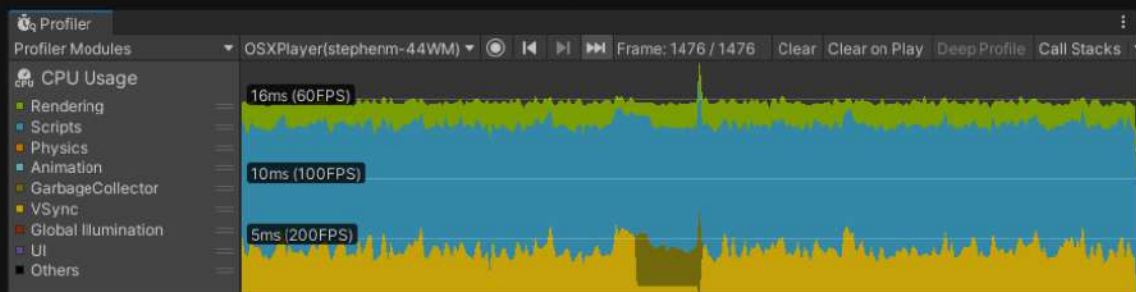 Profiler
Profiler Modules OSXPlayer(stephenm-44WM) Frame: 1476 / 1476 Clear Clear on Play Deep Profile Call Stacks
CPU Usage
Rendering
Scripts
Physics
Animation
GarbageCollector
VSync
Global Illumination
UI
Others
16ms (60FPS)
10ms (100FPS)
5ms (200FPS)